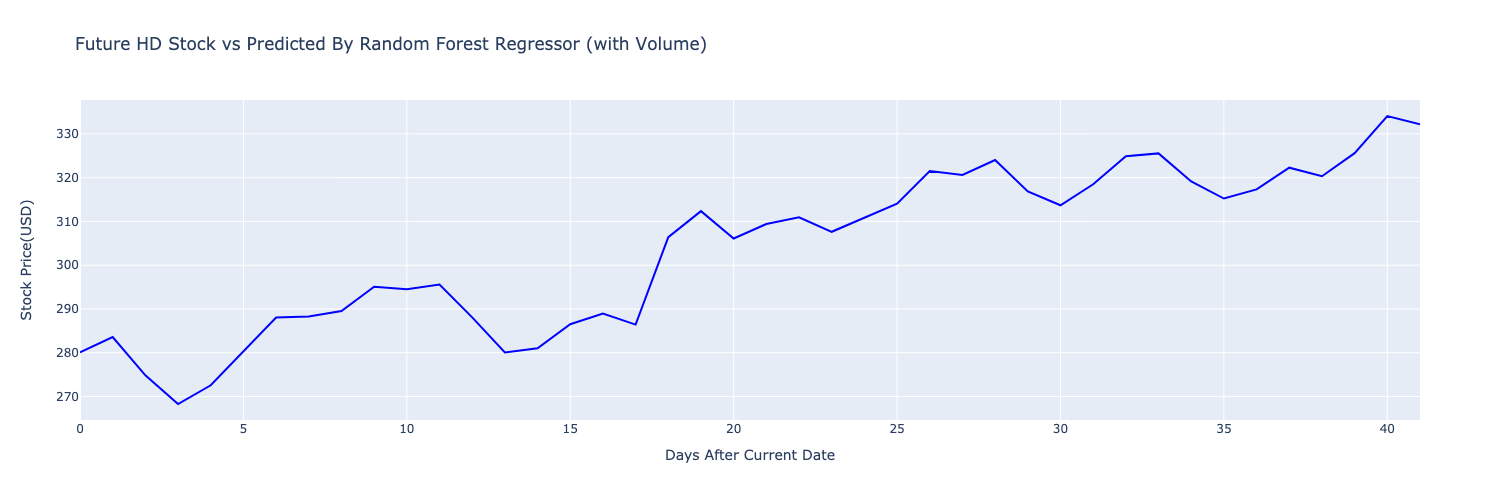 Future HD Stock vs Predicted By Random Forest Regressor (with Volume)
Stock Price(USD)
330
320
310
300
290
280
270
0 5 10 15 20 25 30 35 40
Days After Current Date